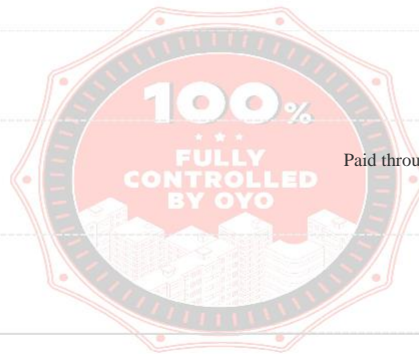 100%
FULLY
CONTROLLED
BY OYO
Paid throu